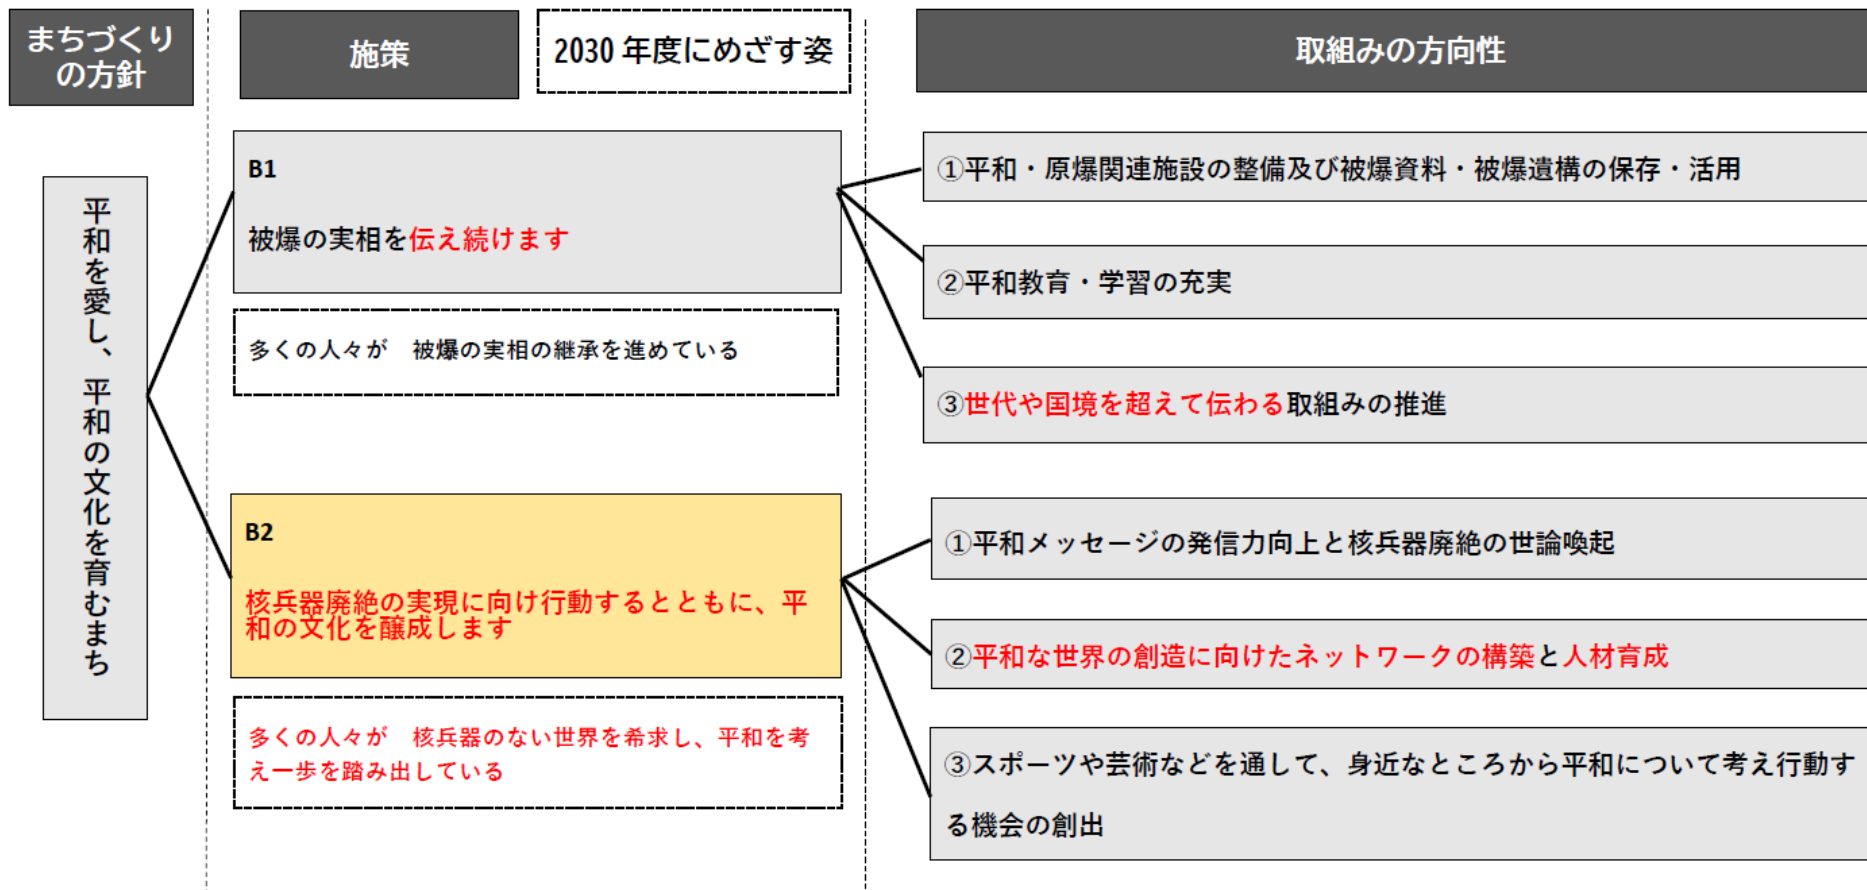 まちづくり
の方針
施策
2030 年度にめざす姿
取組みの方向性
平和を愛し、平和の文化を育むまち
B1
被爆の実相を伝え続けます
多くの人々が　被爆の実相の継承を進めている
①平和・原爆関連施設の整備及び被爆資料・被爆遺構の保存・活用
②平和教育・学習の充実
③世代や国境を超えて伝わる取組みの推進
B2
核兵器廃絶の実現に向け行動するとともに、平
和の文化を醸成します
多くの人々が　核兵器のない世界を希求し、平和を考
え一歩を踏み出している
①平和メッセージの発信力向上と核兵器廃絶の世論喚起
②平和な世界の創造に向けたネットワークの構築と人材育成
③スポーツや芸術などを通して、身近なところから平和について考え行動す
る機会の創出